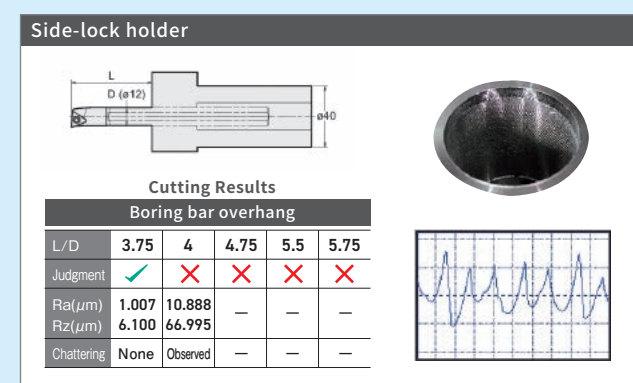 Side-lock holder
L
D (ø12)
ø40
Cutting Results
Boring bar overhang
L/D 3.75 4 4.75 5.5 5.75
Judgment ✓ ✕ ✕ ✕ ✕
Ra(μm) 1.007 10.888 — — —
Rz(μm) 6.100 66.995
Chattering None Observed — — —